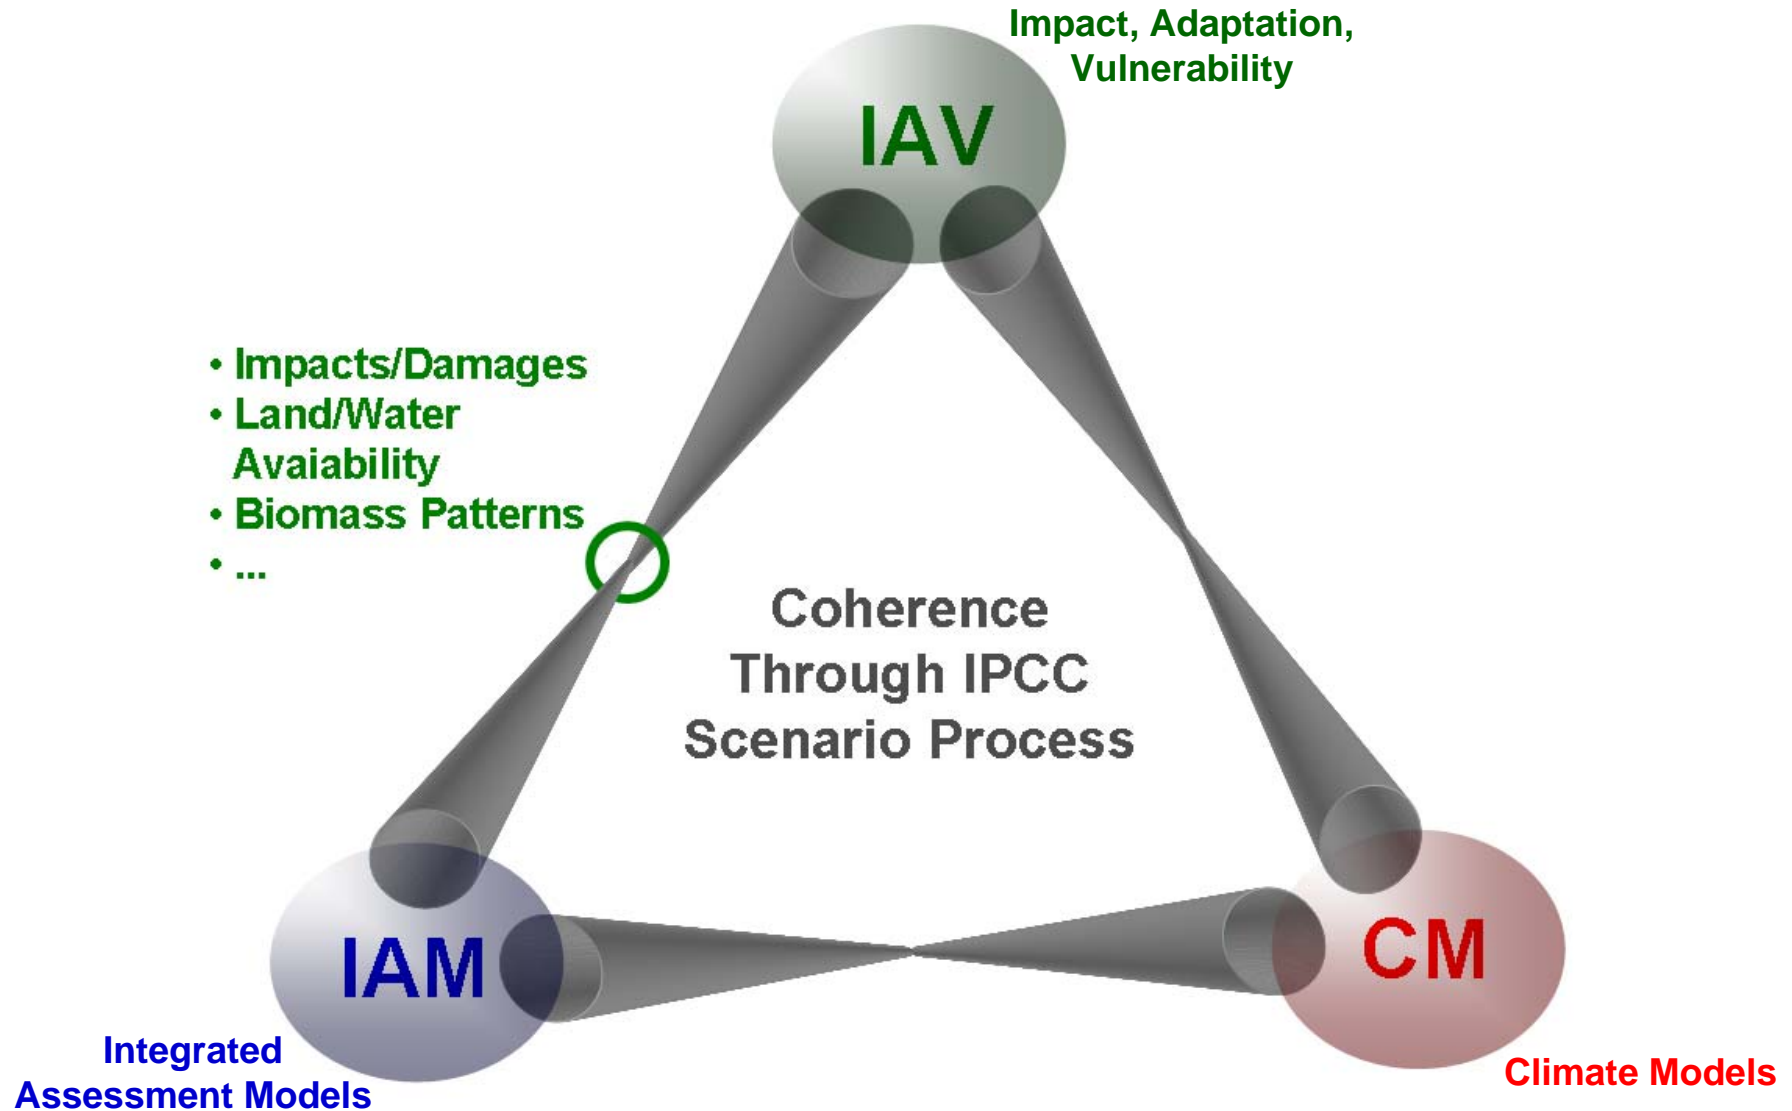 Impact, Adaptation,
Vulnerability
IAV
• Impacts/Damages
• Land/Water
Avaiability
• Biomass Patterns
• ...
Coherence
Through IPCC
Scenario Process
IAM
CM
Integrated
Assessment Models
Climate Models